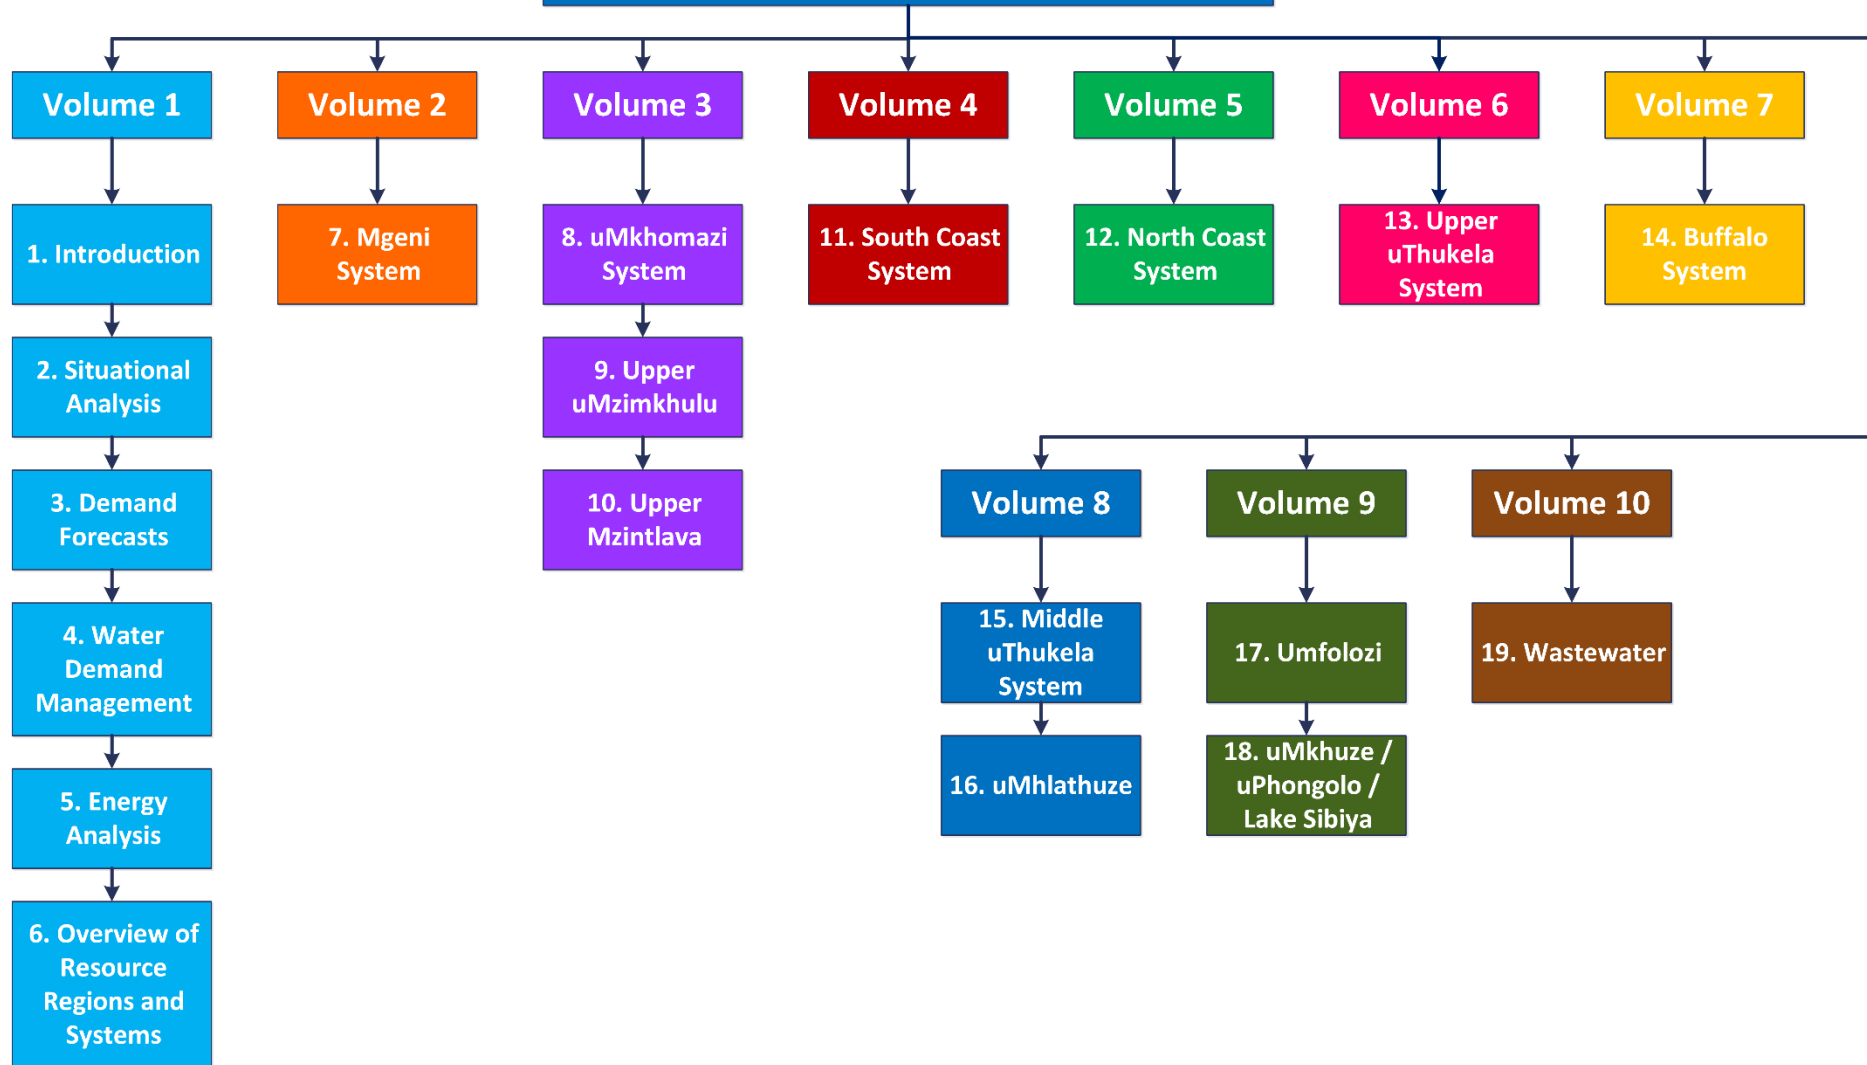 Volume 1
Volume 2
Volume 3
Volume 4
Volume 5
Volume 6
Volume 7
1. Introduction
2. Situational
Analysis
3. Demand
Forecasts
4. Water
Demand
Management
5. Energy
Analysis
6. Overview of
Resource
Regions and
Systems
7. Mgeni
System
8. uMkhomazi
System
9. Upper
uMzimkhulu
10. Upper
Mzintlava
11. South Coast
System
12. North Coast
System
13. Upper
uThukela
System
14. Buffalo
System
Volume 8
Volume 9
Volume 10
15. Middle
uThukela
System
16. uMhlathuze
17. Umfolozi
18. uMkhuze /
uPhongolo /
Lake Sibiya
19. Wastewater